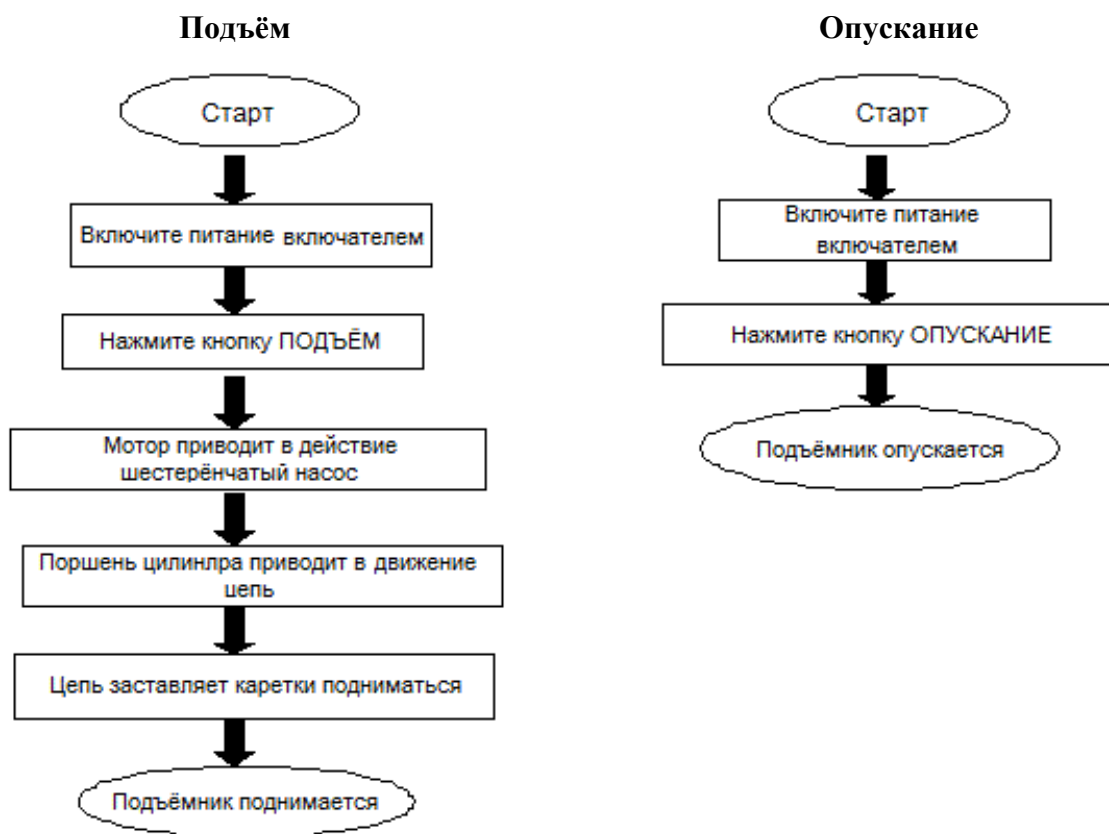 Подъём
Старт
Включите питание включателем
Нажмите кнопку ПОДЪЁМ
Мотор приводит в действие
шестерёнчатый насос
Поршень цилинлра приводит в движение
цепь
Цепь заставляет каретки подниматься
Подъёмник поднимается
Опускание
Старт
Включите питание
включателем
Нажмите кнопку ОПУСКАНИЕ
Подъёмник опускается